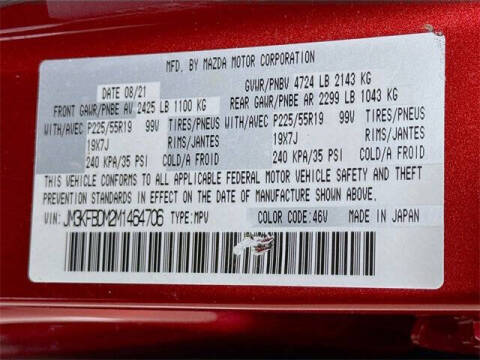 MFD. BY MAZDA MOTOR CORPORATION
DATE 08/21 GVWR/PNBV 4724 LB 2143 KG
FRONT GAWR/PNBE AV 2425 LB 1100 KG REAR GAWR/PNBE AR 2299 LB 1043 KG
WITH/AVEC P225/55R19 99V TIRES/PNEUS WITH/AVEC P225/55R19 99V TIRES/PNEUS
19X7J RIMS/JANTES 19X7J RIMS/JANTES
240 KPA/35 PSI COLD/A FROID 240 KPA/35 PSI COLD/A FROID
THIS VEHICLE CONFORMS TO ALL APPLICABLE FEDERAL MOTOR VEHICLE SAFETY AND THEFT
PREVENTION STANDARDS IN EFFECT ON THE DATE OF MANUFACTURE SHOWN ABOVE.
VIN: JM3KFBDM2M1464706 TYPE:MPV COLOR CODE:46V MADE IN JAPAN